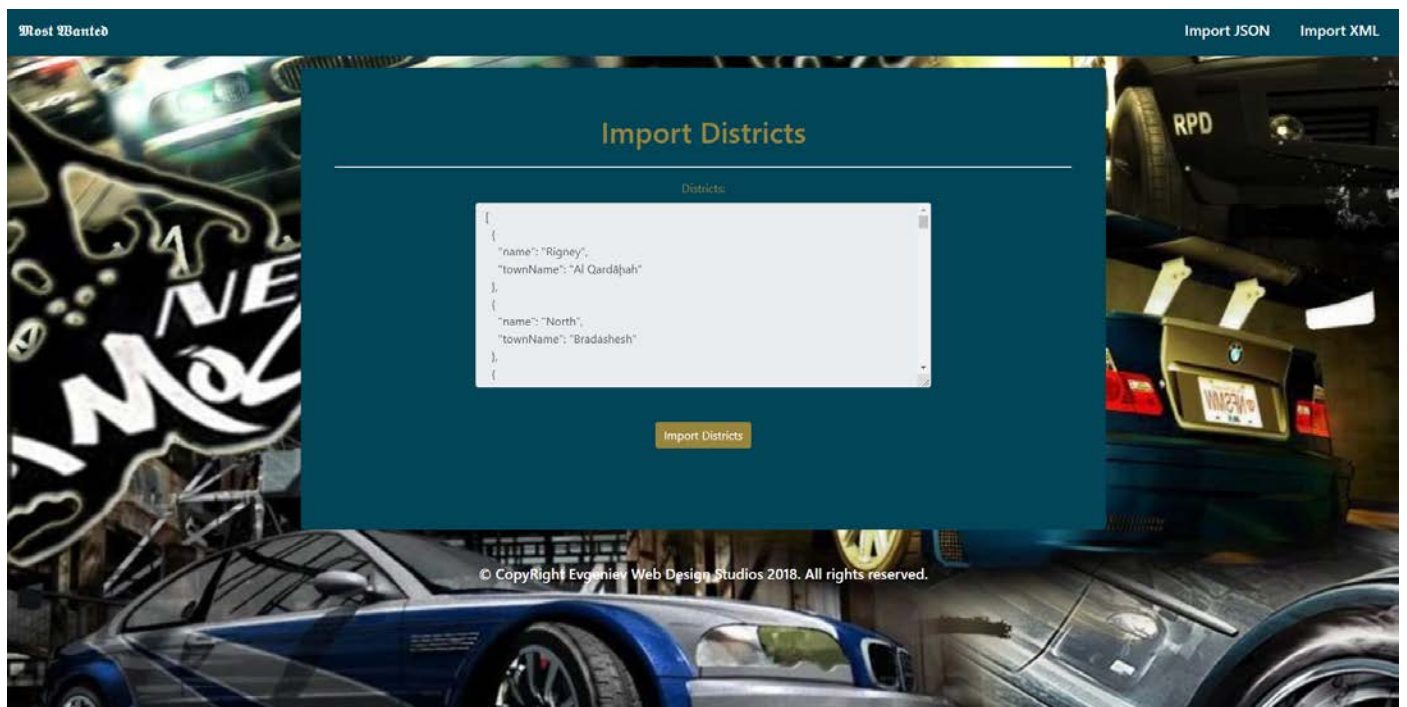 Most Wanted
Import JSON Import XML
Import Districts
Districts:
[
{
"name": "Rigney",
"townName": "Al Qardāḩah"
},
{
"name": "North",
"townName": "Bradashesh"
},
{
Import Districts
© CopyRight Evgeniev Web Design Studios 2018. All rights reserved.
RPD